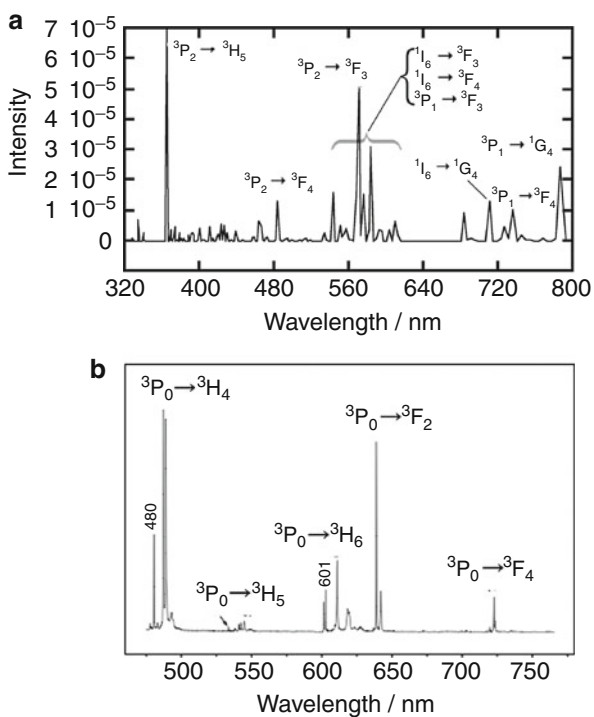 a
7 10⁻⁵
6 10⁻⁵
5 10⁻⁵
4 10⁻⁵
3 10⁻⁵
2 10⁻⁵
1 10⁻⁵
0
Intensity
³P₂ → ³H₅
³P₂ → ³F₃
¹I₆ → ³F₃
¹I₆ → ³F₄
³P₁ → ³F₃
³P₂ → ³F₄
³P₁ → ¹G₄
¹I₆ → ¹G₄
³P₁ → ³F₄
320 400 480 560 640 720 800
Wavelength / nm
b
³P₀ → ³H₄
³P₀ → ³F₂
480
³P₀ → ³H₆
³P₀ → ³H₅
601
³P₀ → ³F₄
500 550 600 650 700 750
Wavelength / nm